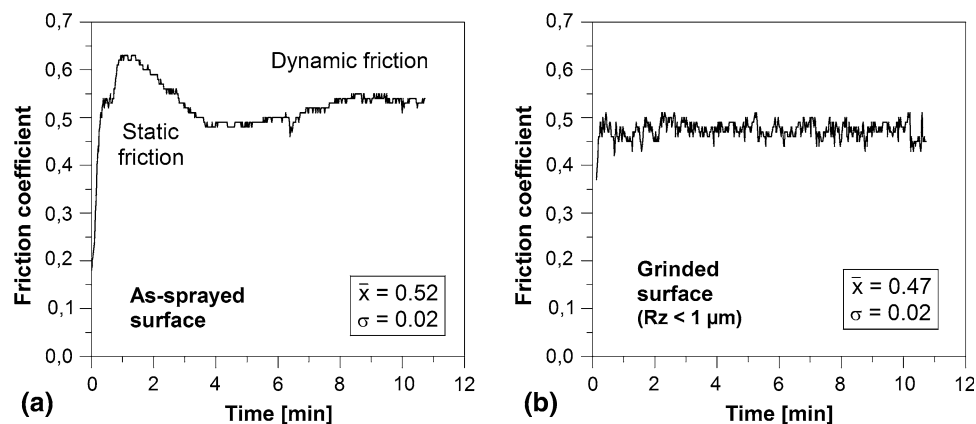 0,7
0,6
0,5
0,4
0,3
0,2
0,1
0,0
Friction coefficient
Dynamic friction
Static
friction
As-sprayed
surface
x̄ = 0.52
σ = 0.02
0 2 4 6 8 10 12
Time [min]
(a)
0,7
0,6
0,5
0,4
0,3
0,2
0,1
0,0
Friction coefficient
Grinded
surface
(Rz < 1 µm)
x̄ = 0.47
σ = 0.02
0 2 4 6 8 10 12
Time [min]
(b)